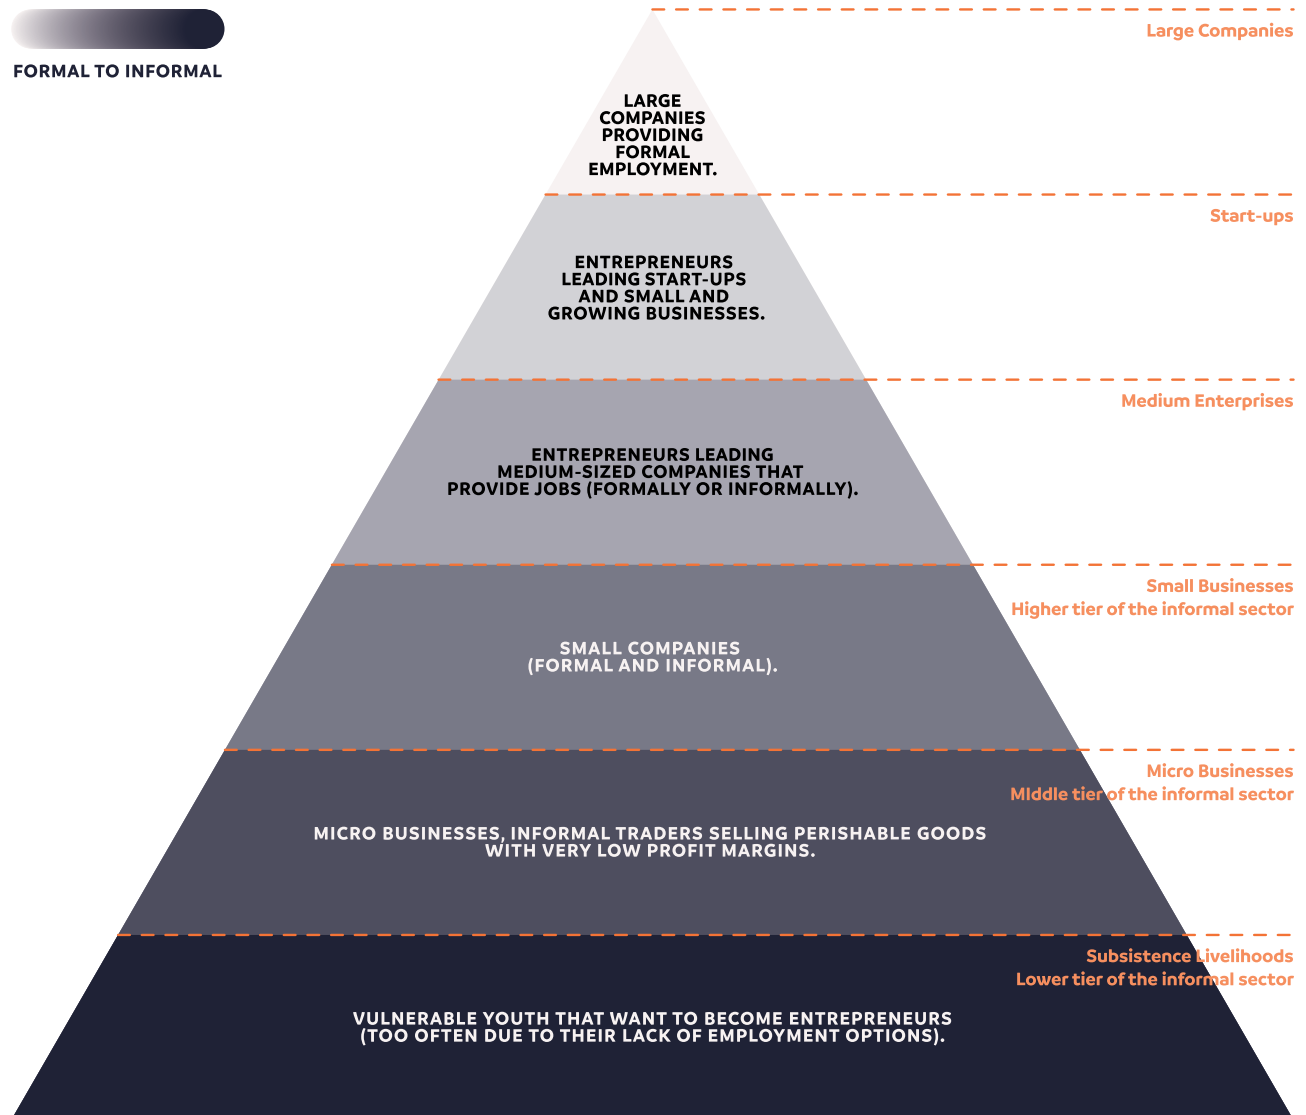 FORMAL TO INFORMAL
Large Companies
LARGE
COMPANIES
PROVIDING
FORMAL
EMPLOYMENT.
Start-ups
ENTREPRENEURS
LEADING START-UPS
AND SMALL AND
GROWING BUSINESSES.
Medium Enterprises
ENTREPRENEURS LEADING
MEDIUM-SIZED COMPANIES THAT
PROVIDE JOBS (FORMALLY OR INFORMALLY).
Small Businesses
Higher tier of the informal sector
SMALL COMPANIES
(FORMAL AND INFORMAL).
Micro Businesses
MIddle tier of the informal sector
MICRO BUSINESSES, INFORMAL TRADERS SELLING PERISHABLE GOODS
WITH VERY LOW PROFIT MARGINS.
Subsistence Livelihoods
Lower tier of the informal sector
VULNERABLE YOUTH THAT WANT TO BECOME ENTREPRENEURS
(TOO OFTEN DUE TO THEIR LACK OF EMPLOYMENT OPTIONS).